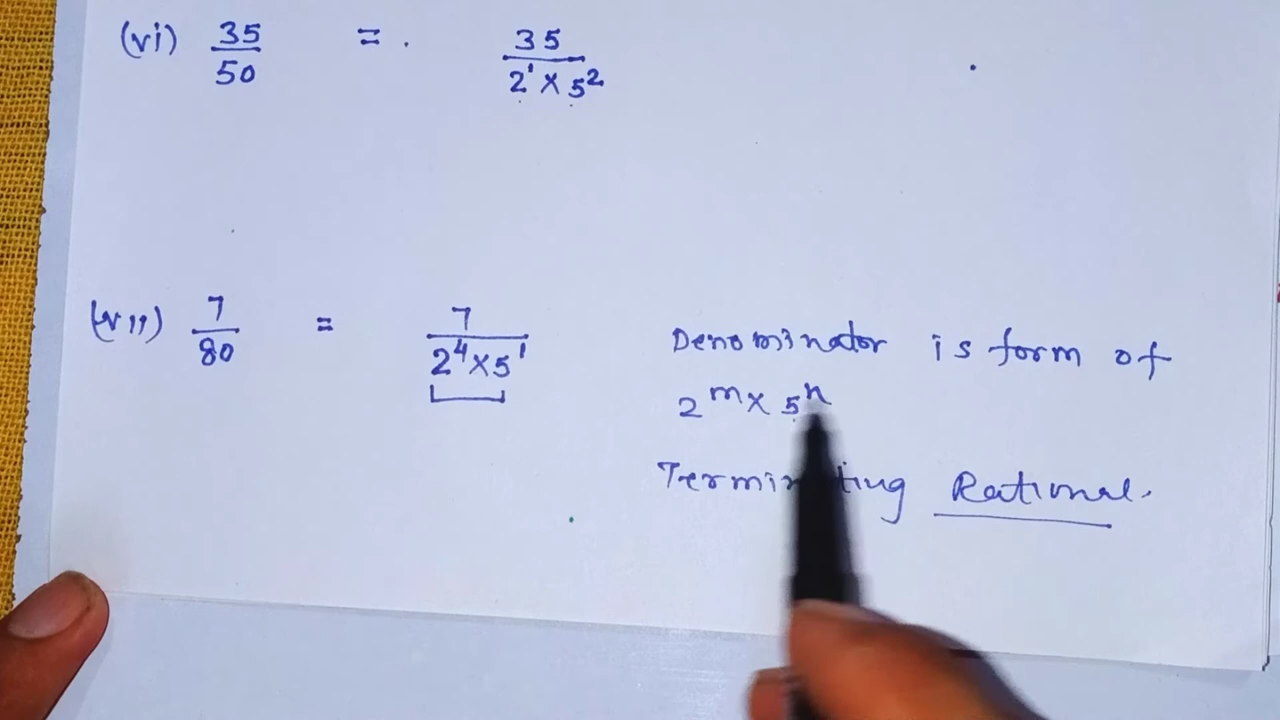 (vi) 35/50 = 35/2¹ × 5²
(vii) 7/80 = 7/2⁴×5¹
Denominator is form of
2ᵐ× 5ⁿ
Terminating Rational.